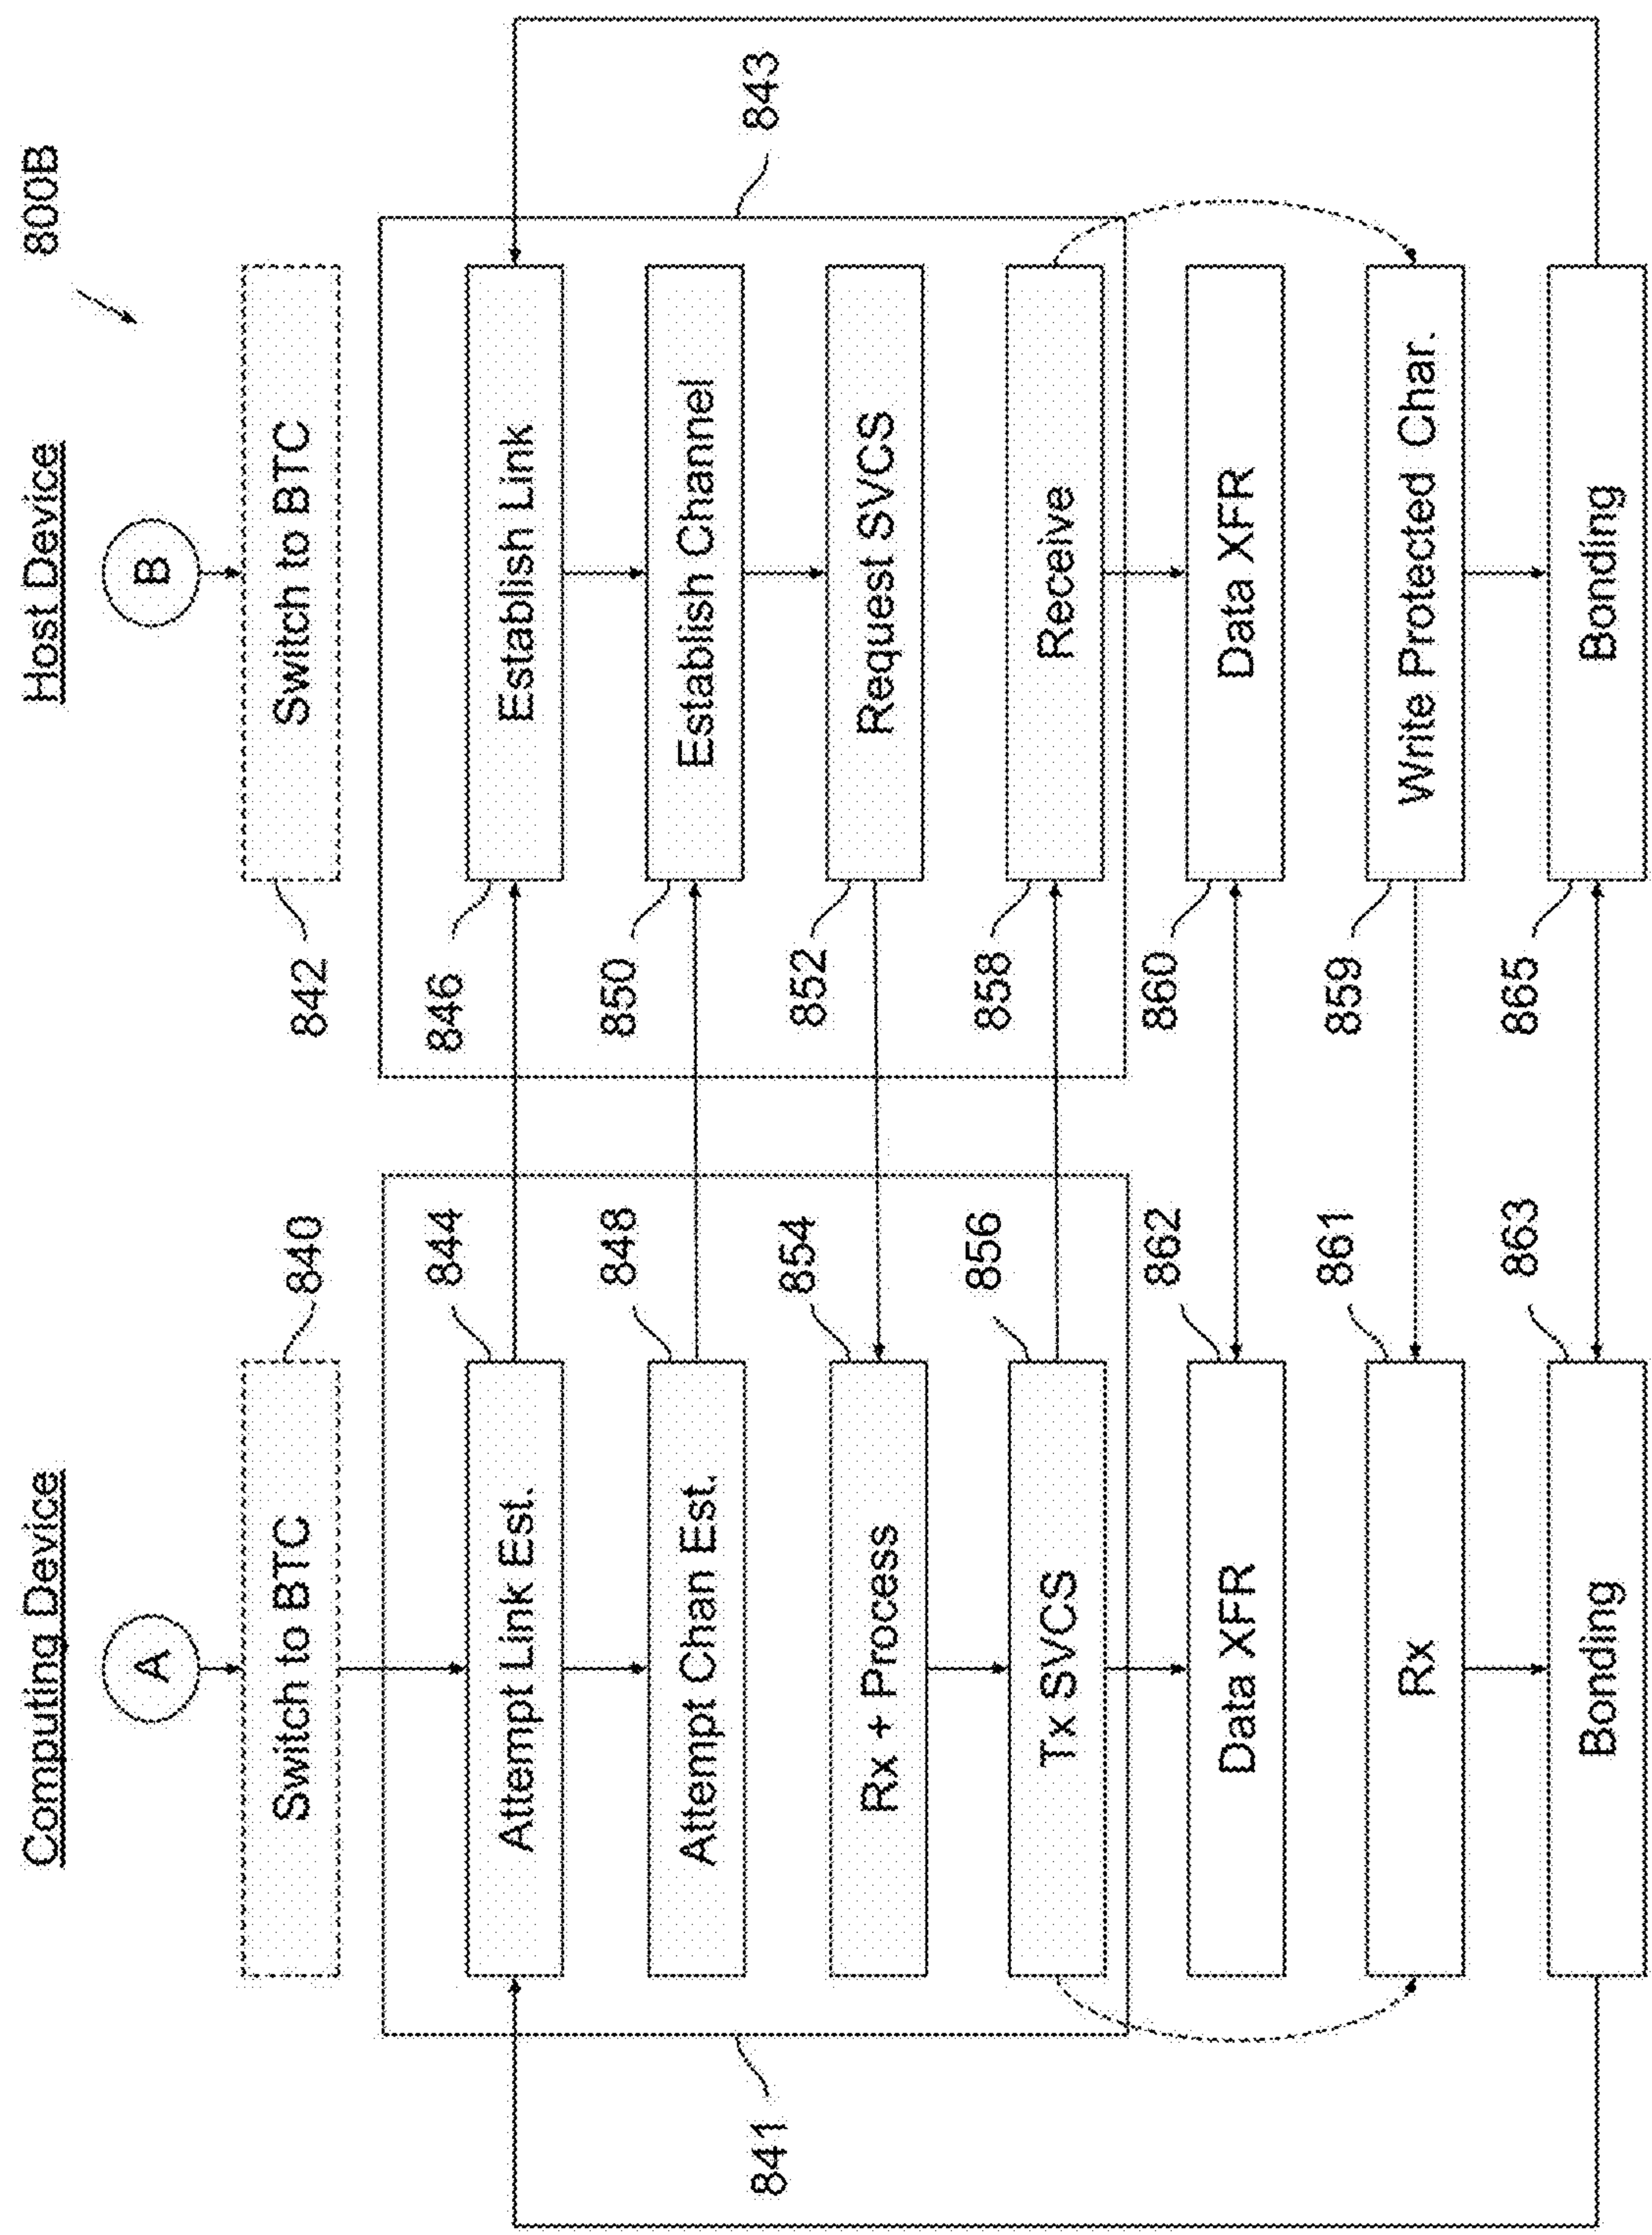 800B
Computing Device
Host Device
A
B
840
Switch to BTC
842
Switch to BTC
841
843
844
Attempt Link Est.
846
Establish Link
848
Attempt Chan Est.
850
Establish Channel
854
Rx + Process
852
Request SVCS
856
Tx SVCS
858
Receive
862
Data XFR
860
Data XFR
861
Rx
859
Write Protected Char.
863
Bonding
865
Bonding